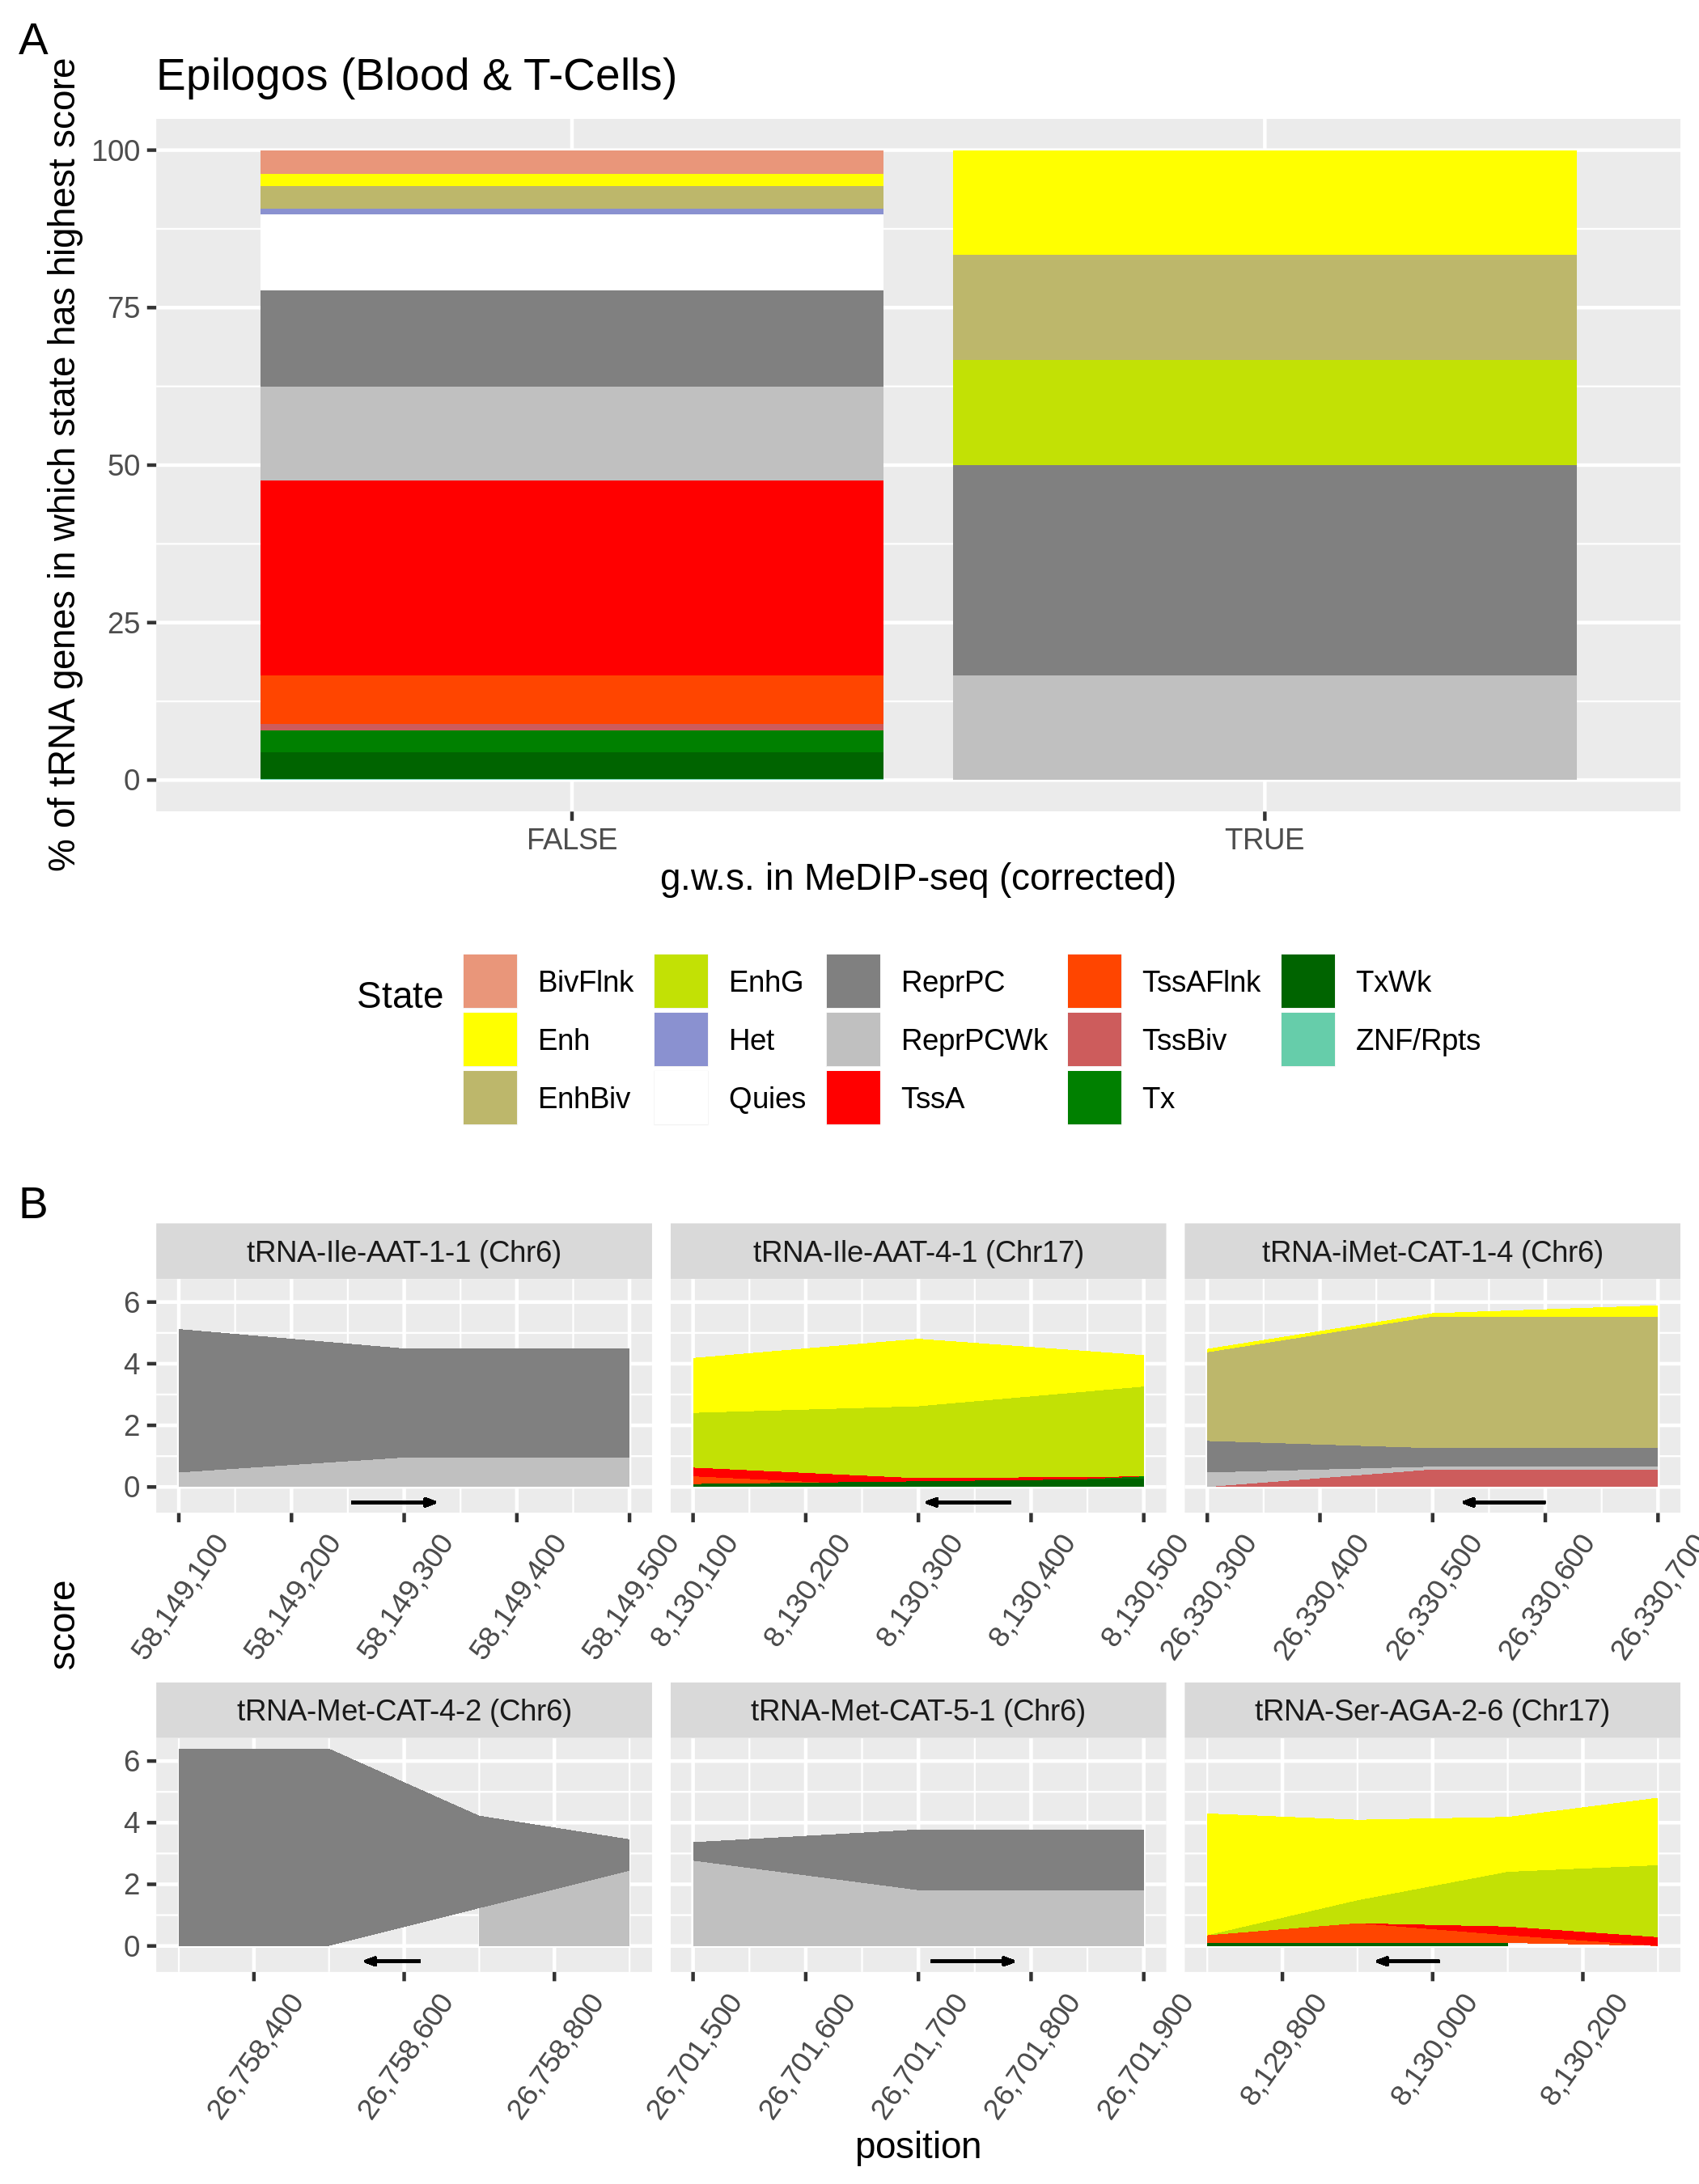 A
Epilogos (Blood & T-Cells)
% of tRNA genes in which state has highest score
100
75
50
25
0
FALSE
TRUE
g.w.s. in MeDIP-seq (corrected)
State
BivFlnk
EnhG
ReprPC
TssAFlnk
TxWk
Enh
Het
ReprPCWk
TssBiv
ZNF/Rpts
EnhBiv
Quies
TssA
Tx
B
tRNA-Ile-AAT-1-1 (Chr6)
tRNA-Ile-AAT-4-1 (Chr17)
tRNA-iMet-CAT-1-4 (Chr6)
6
4
2
0
58,149,100
58,149,200
58,149,300
58,149,400
58,149,500
8,130,100
8,130,200
8,130,300
8,130,400
8,130,500
26,330,300
26,330,400
26,330,500
26,330,600
26,330,700
score
tRNA-Met-CAT-4-2 (Chr6)
tRNA-Met-CAT-5-1 (Chr6)
tRNA-Ser-AGA-2-6 (Chr17)
6
4
2
0
26,758,400
26,758,600
26,758,800
26,701,500
26,701,600
26,701,700
26,701,800
26,701,900
8,129,800
8,130,000
8,130,200
position